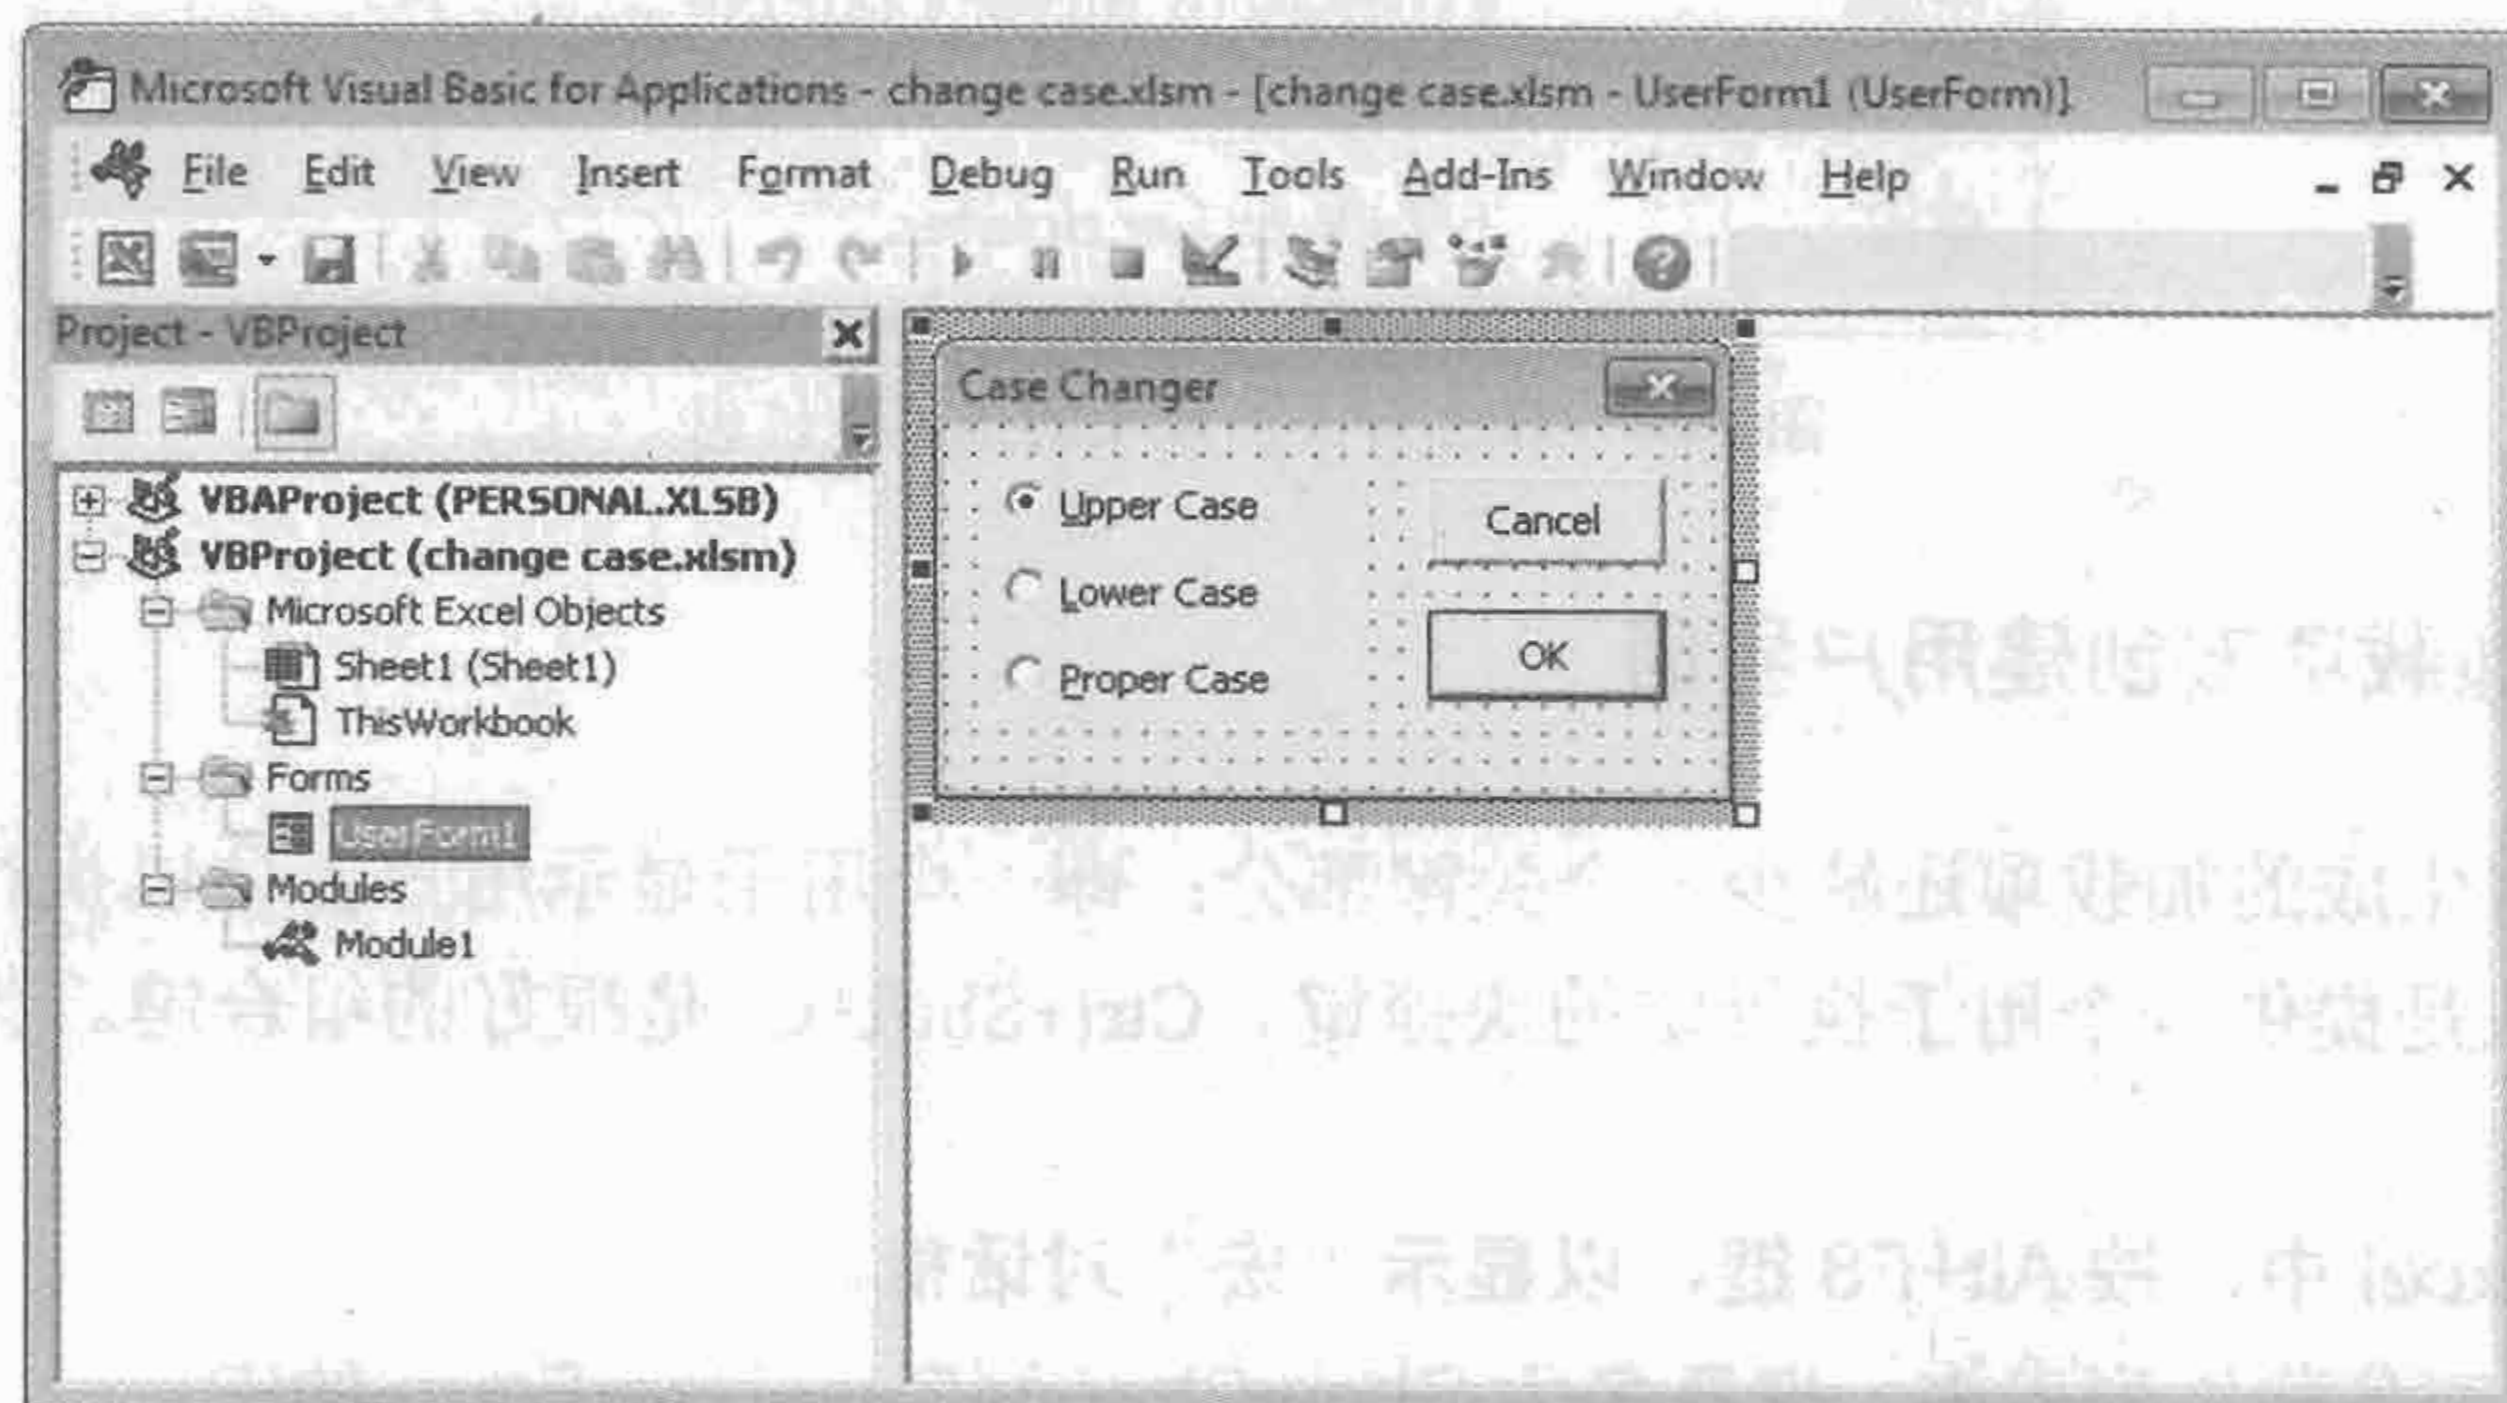 Microsoft Visual Basic for Applications - change case.xlsm - [change case.xlsm - UserForm1 (UserForm)]
File Edit View Insert Format Debug Run Tools Add-Ins Window Help
Project - VBProject
VBAProject (PERSONAL.XLSB)
VBProject (change case.xlsm)
Microsoft Excel Objects
Sheet1 (Sheet1)
ThisWorkbook
Forms
UserForm1
Modules
Module1
Case Changer
Upper Case
Lower Case
Proper Case
Cancel
OK